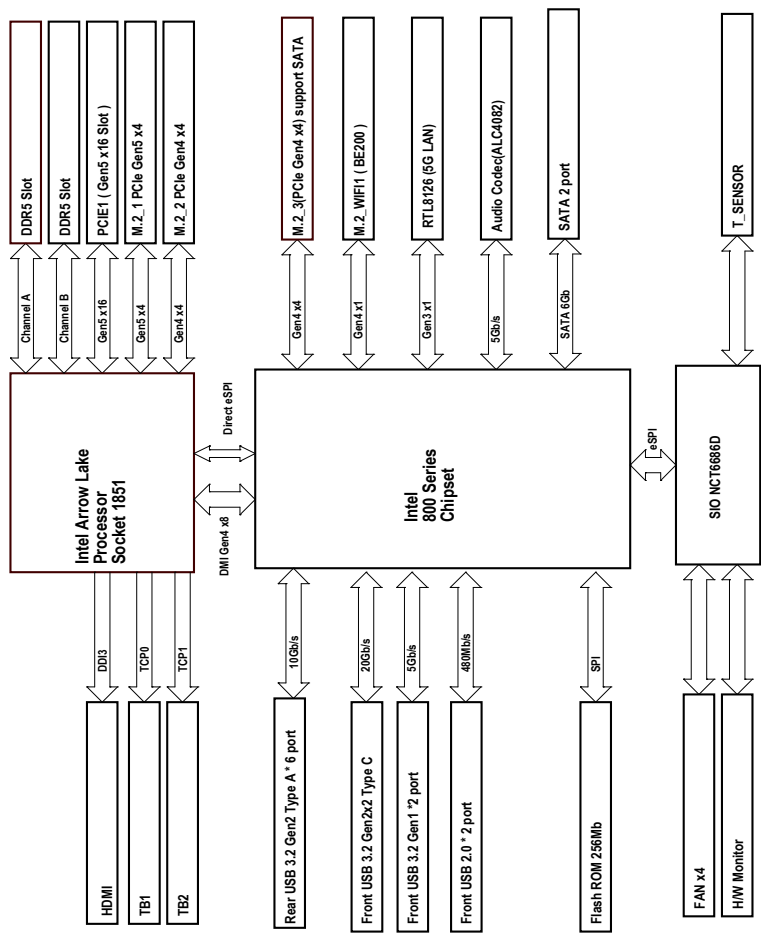 DDR5 Slot
DDR5 Slot
PCIE1 ( Gen5 x16 Slot )
M.2_1 PCIe Gen5 x4
M.2_2 PCIe Gen4 x4
M.2_3(PCIe Gen4 x4) support SATA
M.2_WIFI1 ( BE200 )
RTL8126 (5G LAN)
Audio Codec(ALC4082)
SATA 2 port
T_SENSOR
Channel A
Channel B
Gen5 x16
Gen5 x4
Gen4 x4
Gen4 x4
Gen4 x1
Gen3 x1
5Gb/s
SATA 6Gb
Intel Arrow Lake
Processor
Socket 1851
Direct eSPI
DMI Gen4 x8
Intel
800 Series
Chipset
eSPI
SIO NCT6686D
DDI3
TCP0
TCP1
10Gb/s
20Gb/s
5Gb/s
480Mb/s
SPI
HDMI
TB1
TB2
Rear USB 3.2 Gen2 Type A * 6 port
Front USB 3.2 Gen2x2 Type C
Front USB 3.2 Gen1 *2 port
Front USB 2.0 * 2 port
Flash ROM 256Mb
FAN x4
H/W Monitor